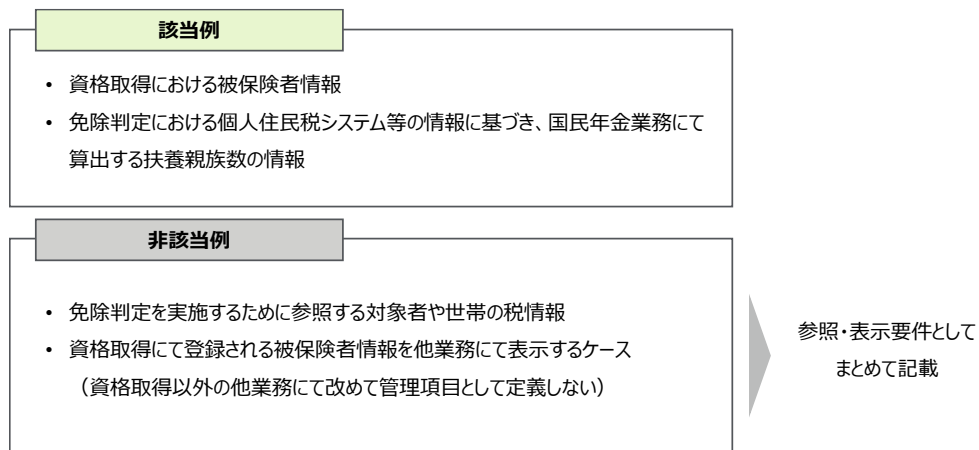 該当例
• 資格取得における被保険者情報
• 免除判定における個人住民税システム等の情報に基づき、国民年金業務にて
算出する扶養親族数の情報
非該当例
• 免除判定を実施するために参照する対象者や世帯の税情報
• 資格取得にて登録される被保険者情報を他業務にて表示するケース
（資格取得以外の他業務にて改めて管理項目として定義しない）
参照・表示要件として
まとめて記載